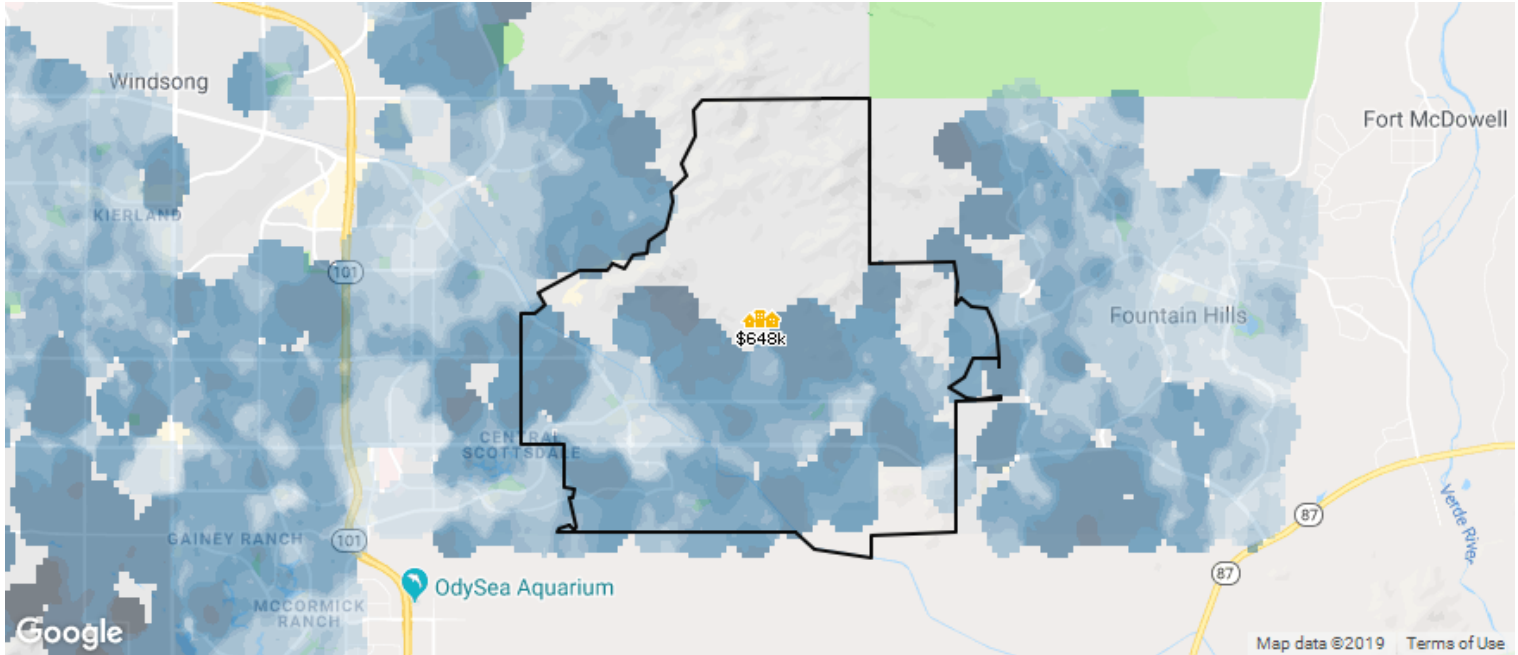 Windsong
Fort McDowell
KIERLAND
101
Fountain Hills
$648k
CENTRAL
SCOTTSDALE
Verde River
87
GAINEY RANCH
101
87
OdySea Aquarium
MCCORMICK
RANCH
Google
Map data ©2019 Terms of Use